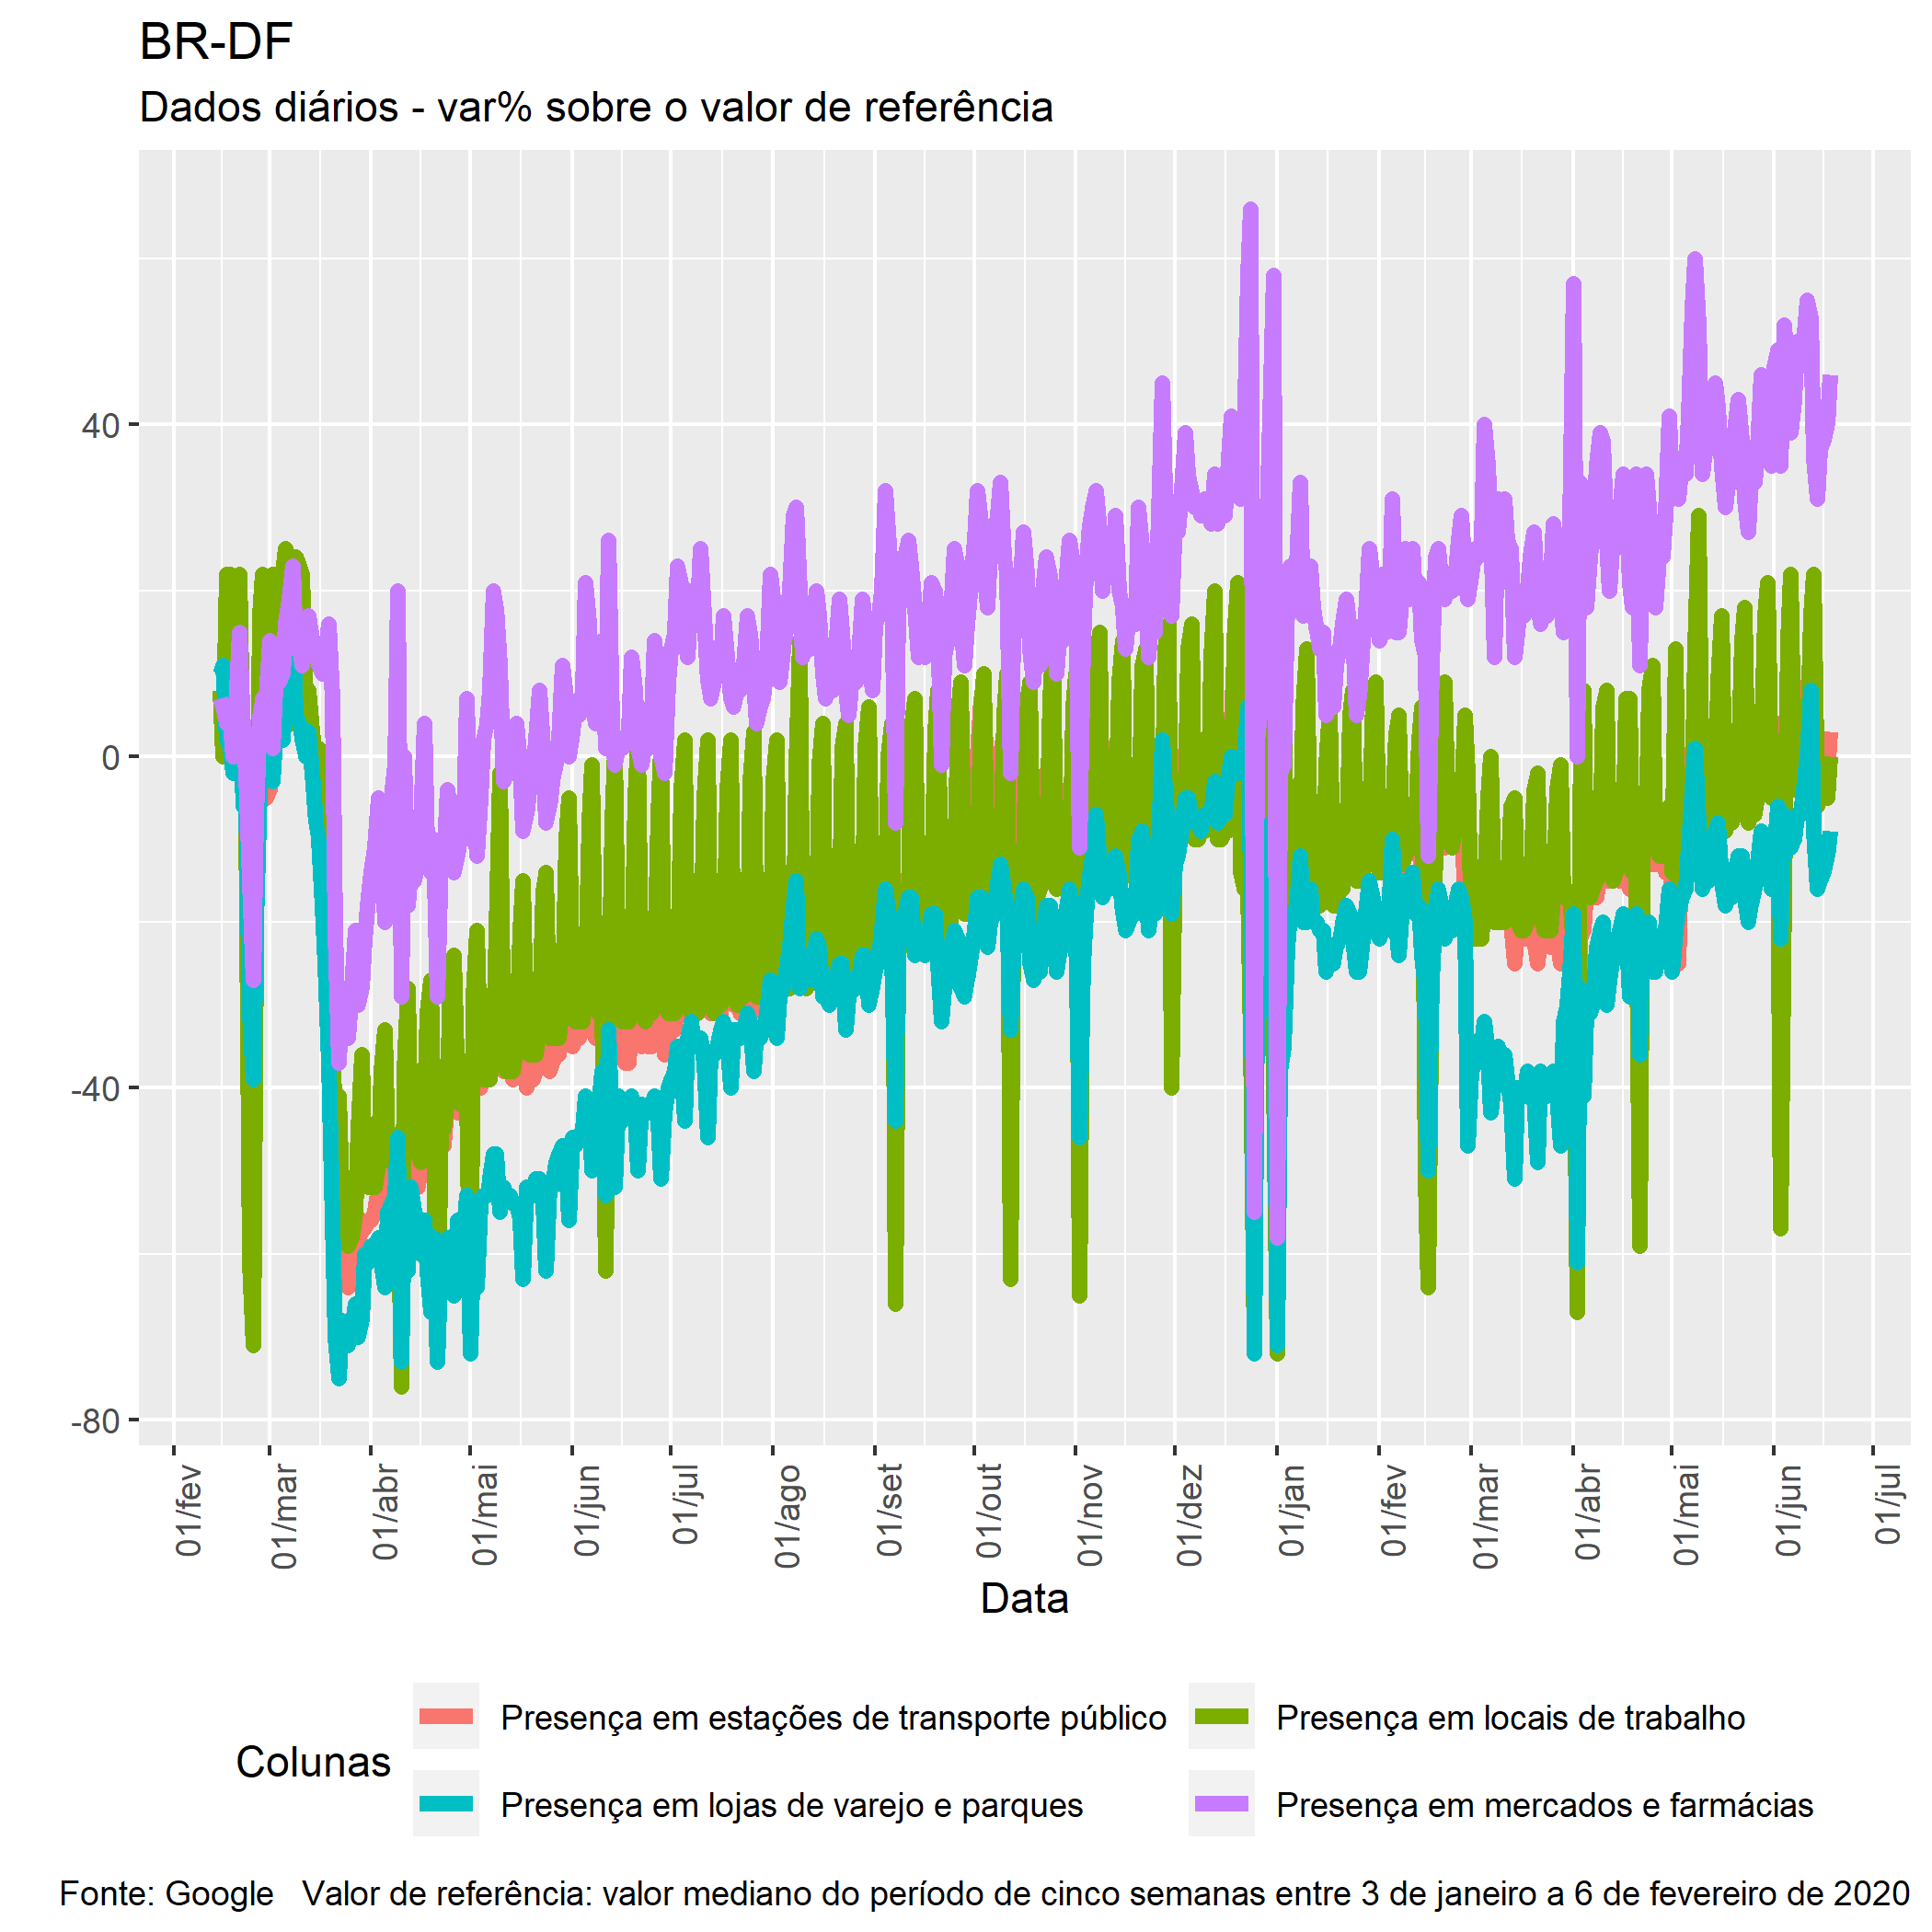 BR-DF
Dados diários - var% sobre o valor de referência
40
0
-40
-80
01/fev
01/mar
01/abr
01/mai
01/jun
01/jul
01/ago
01/set
01/out
01/nov
01/dez
01/jan
01/fev
01/mar
01/abr
01/mai
01/jun
01/jul
Data
Colunas
Presença em estações de transporte público
Presença em locais de trabalho
Presença em lojas de varejo e parques
Presença em mercados e farmácias
Fonte: Google Valor de referência: valor mediano do período de cinco semanas entre 3 de janeiro a 6 de fevereiro de 2020